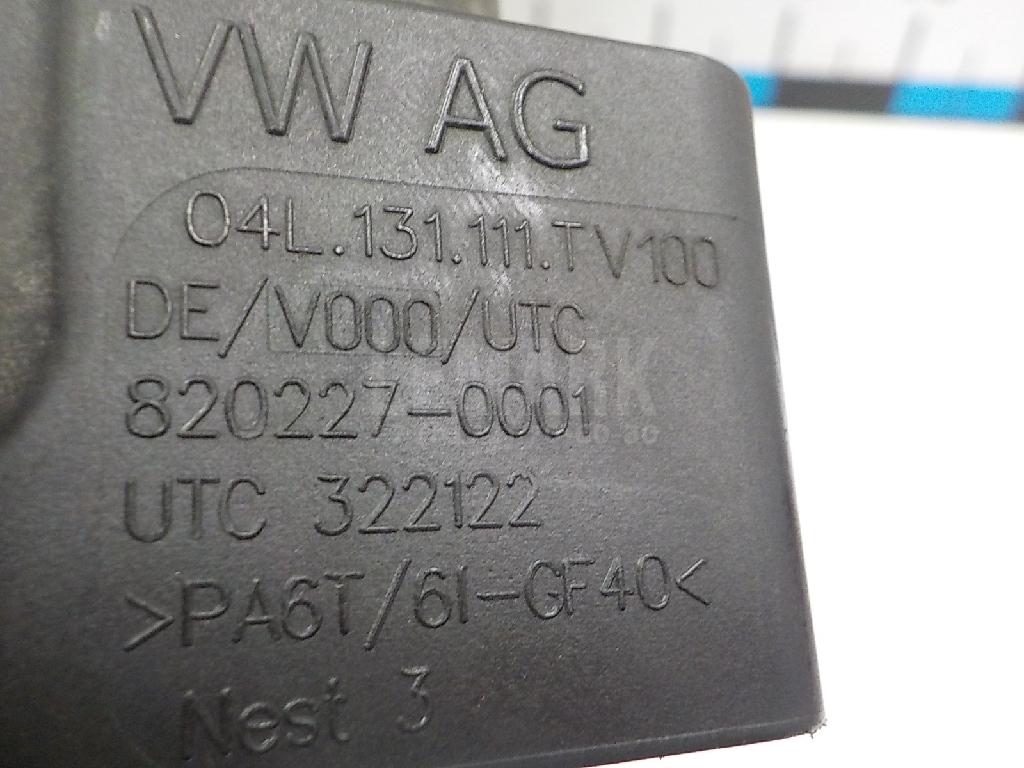 VW AG
04L.131.111.TV100
DE/V000/UTC
820227-0001
UTC 322122
>PA6T/6I-GF40<
Nest 3